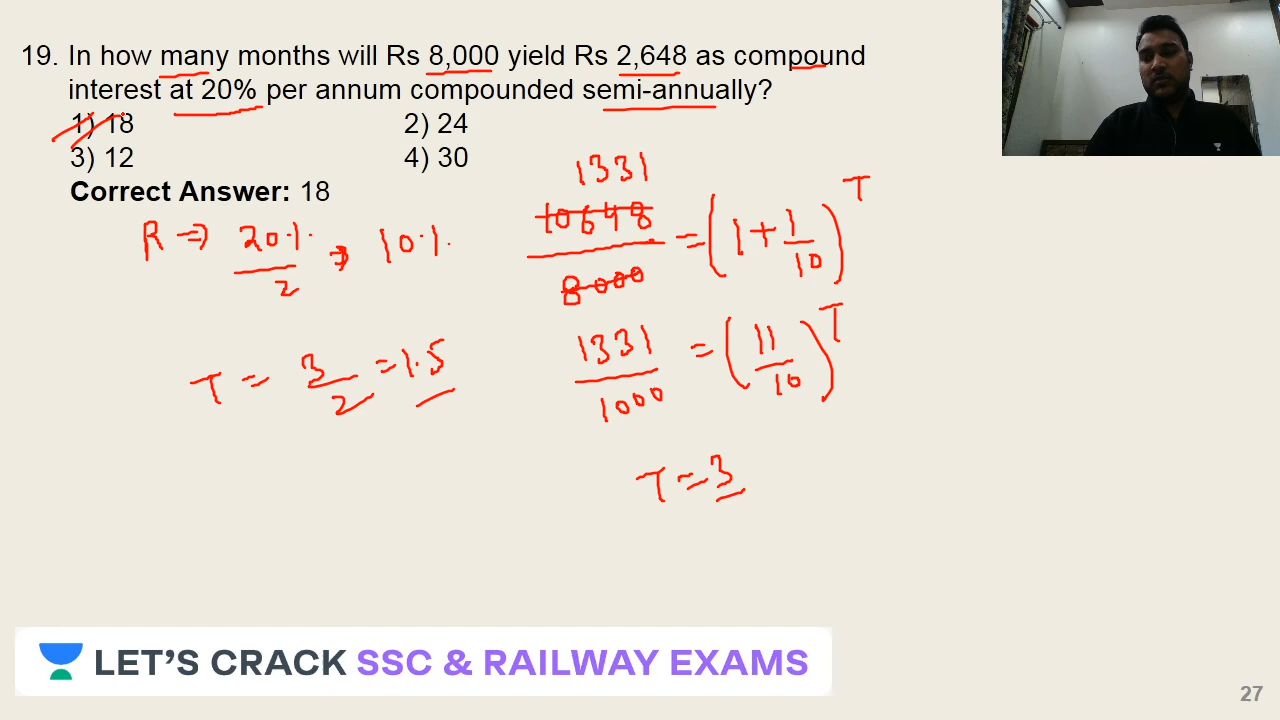 19. In how many months will Rs 8,000 yield Rs 2,648 as compound
interest at 20% per annum compounded semi-annually?
1) 18 2) 24
3) 12 4) 30
Correct Answer: 18
1331
R ⇒ 20%/2 → 10%
10648/8000 = (1 + 1/10)^T
1331/1000 = (11/10)^T
T = 3/2 = 1.5
T = 3
LET'S CRACK SSC & RAILWAY EXAMS
27